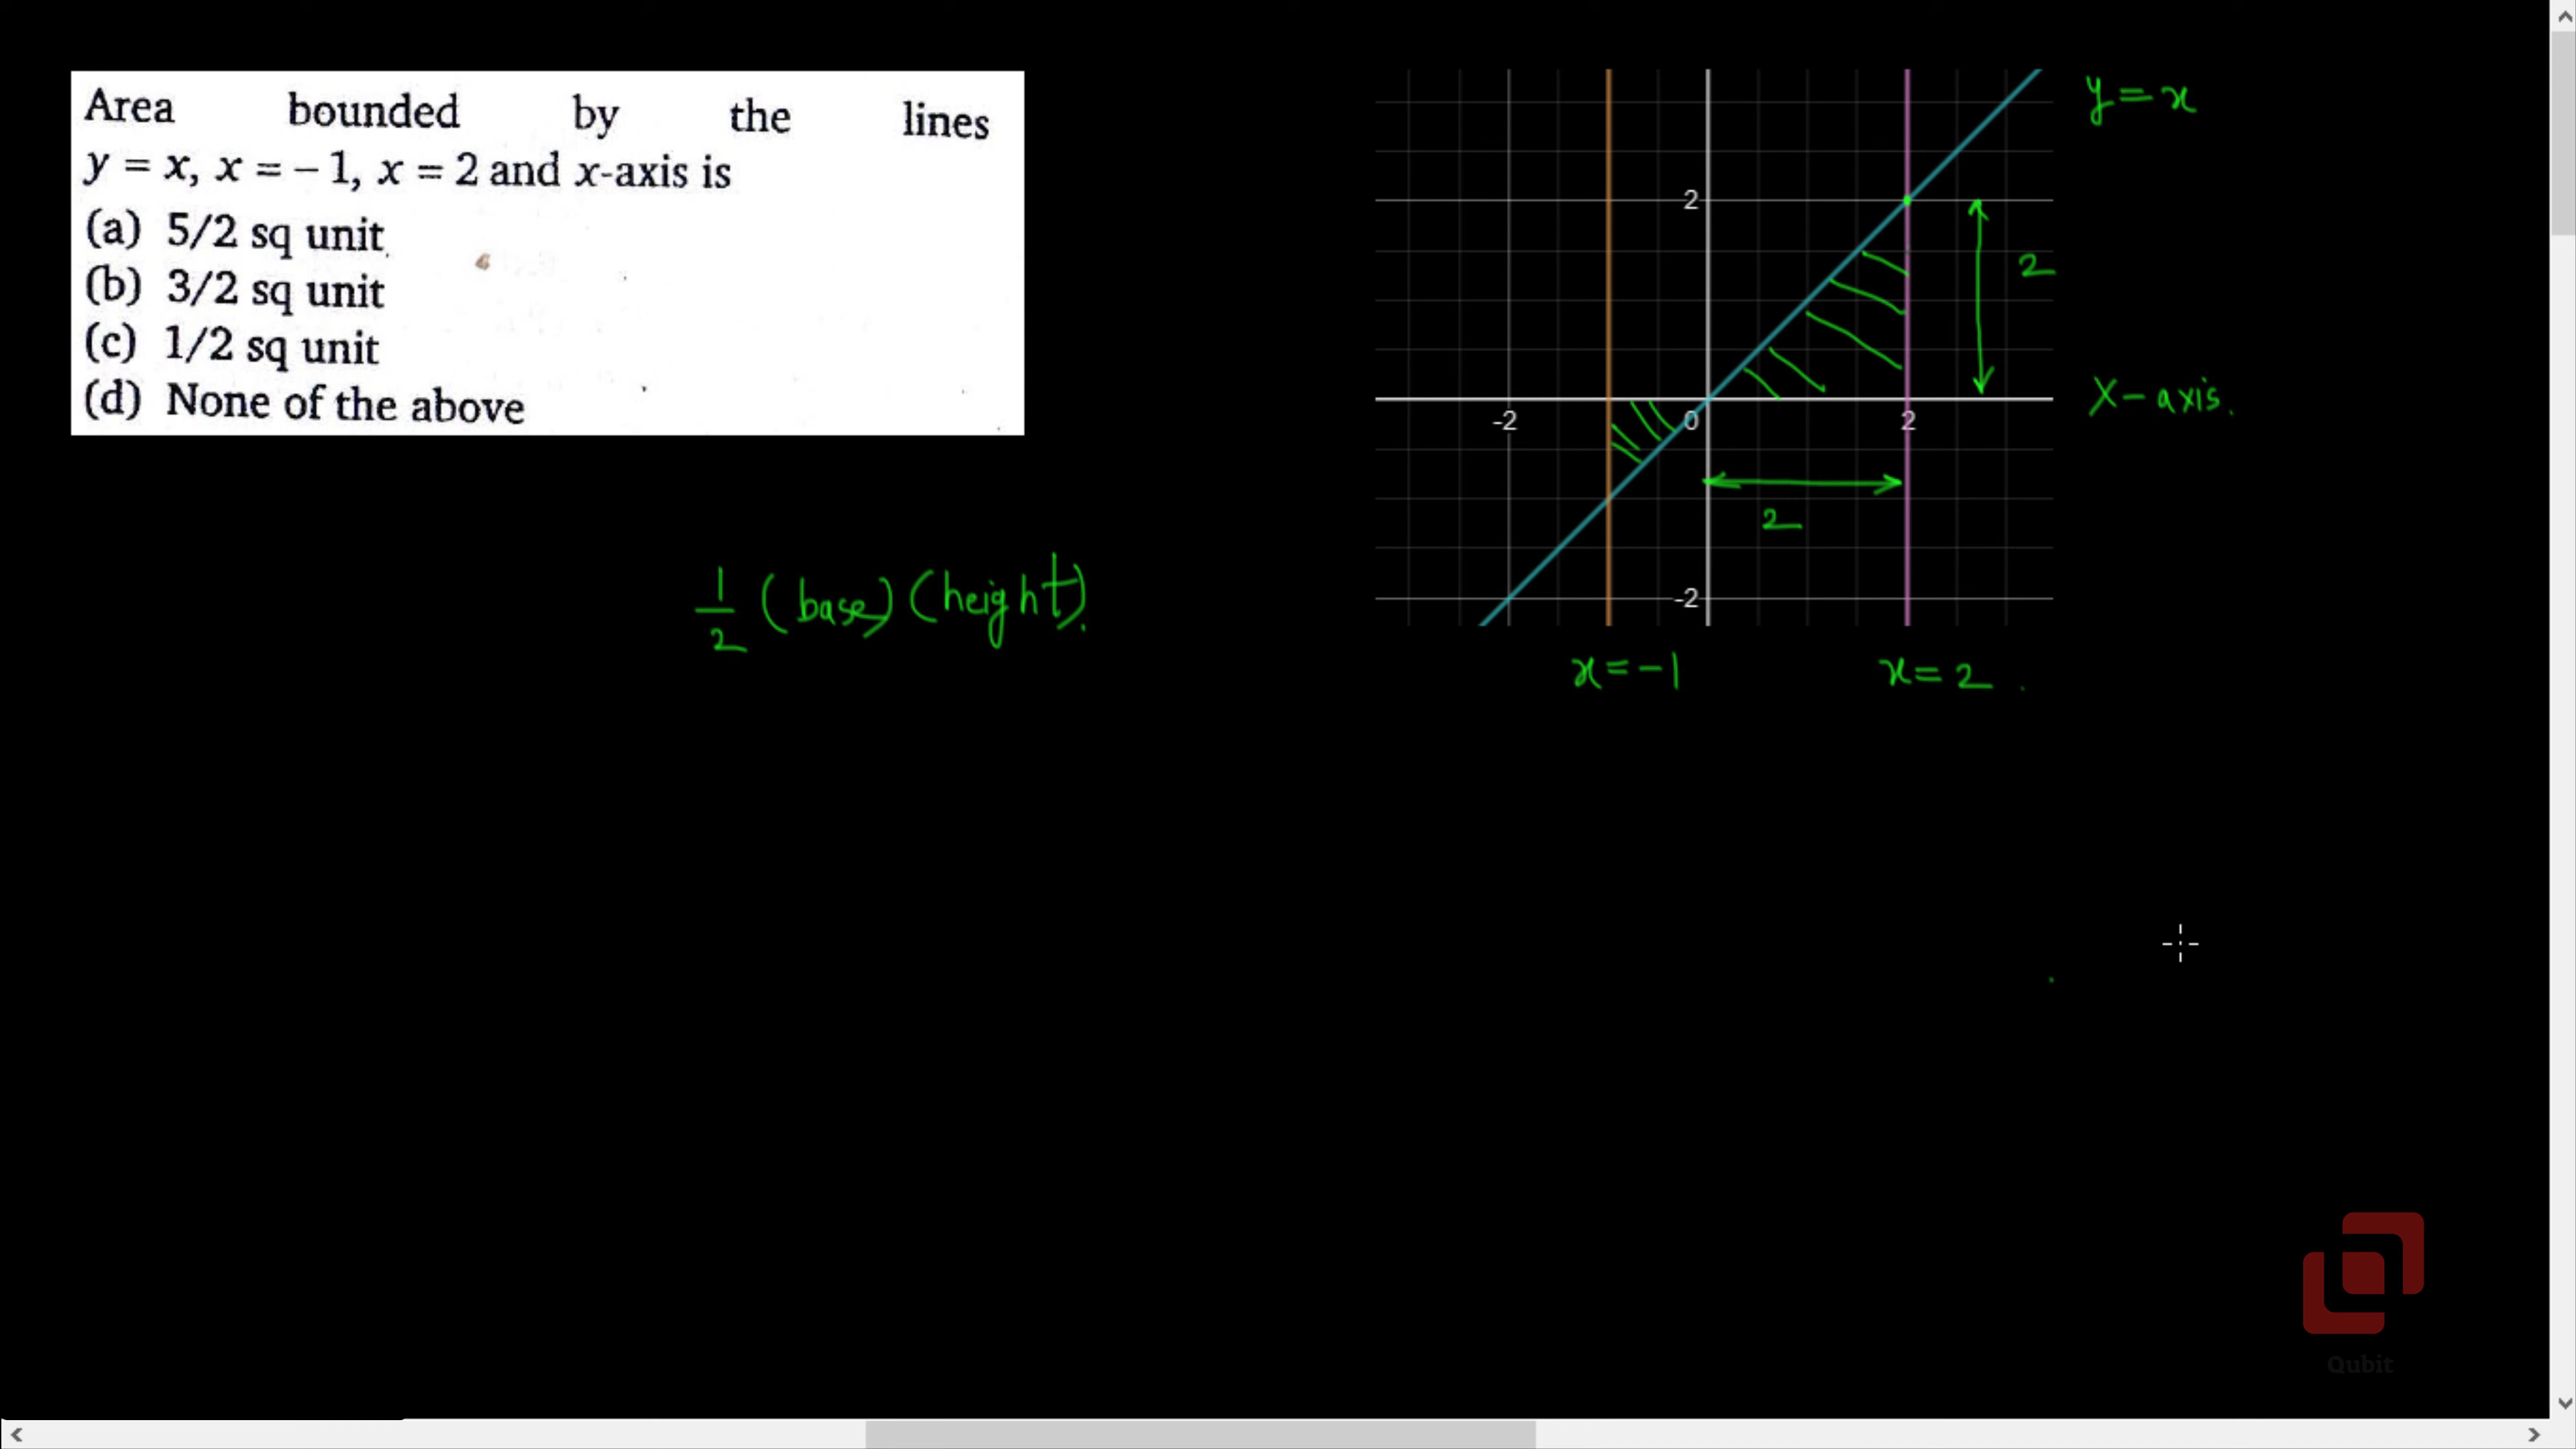 Area bounded by the lines
y = x, x = – 1, x = 2 and x-axis is
(a) 5/2 sq unit
(b) 3/2 sq unit
(c) 1/2 sq unit
(d) None of the above
1/2 (base) (height).
y = x
2
2
X-axis.
-2
0
2
2
-2
x = -1
x = 2
Qubit